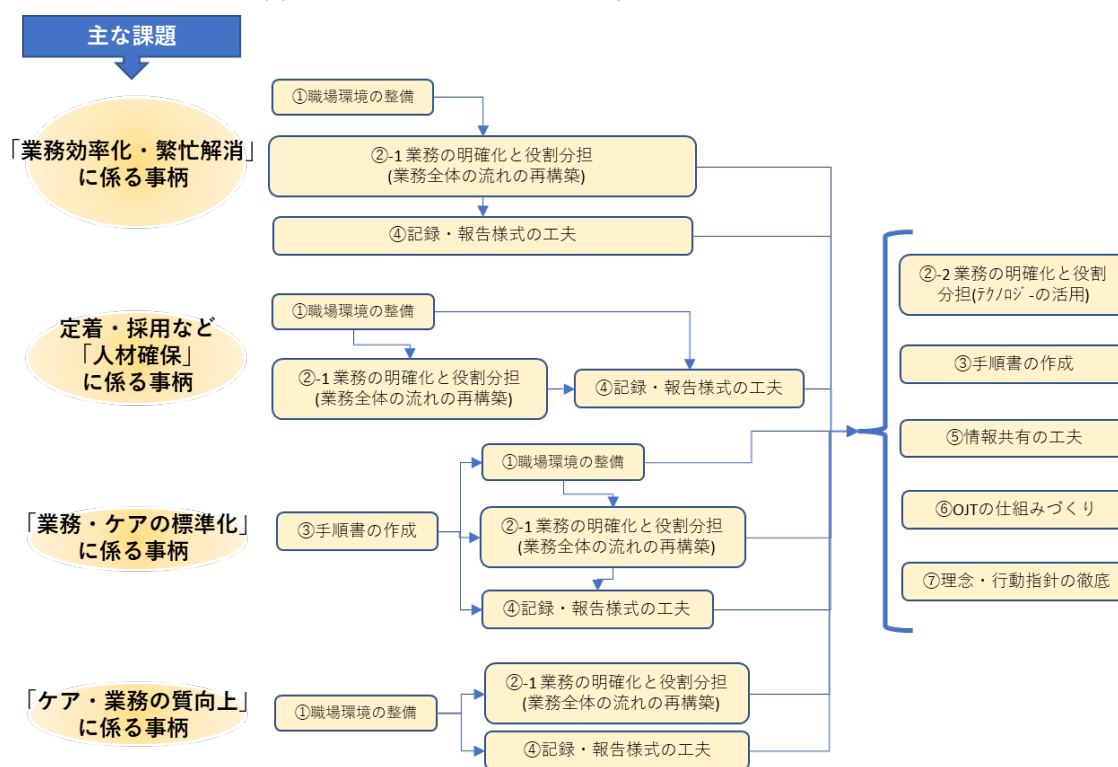 主な課題
「業務効率化・繁忙解消」
に係る事柄
①職場環境の整備
②-1 業務の明確化と役割分担
(業務全体の流れの再構築)
④記録・報告様式の工夫
定着・採用など
「人材確保」
に係る事柄
①職場環境の整備
②-1 業務の明確化と役割分担
(業務全体の流れの再構築)
④記録・報告様式の工夫
「業務・ケアの標準化」
に係る事柄
③手順書の作成
①職場環境の整備
②-1 業務の明確化と役割分担
(業務全体の流れの再構築)
④記録・報告様式の工夫
「ケア・業務の質向上」
に係る事柄
①職場環境の整備
②-1 業務の明確化と役割分担
(業務全体の流れの再構築)
④記録・報告様式の工夫
②-2 業務の明確化と役割
分担(ﾃｸﾉﾛｼﾞ-の活用)
③手順書の作成
⑤情報共有の工夫
⑥OJTの仕組みづくり
⑦理念・行動指針の徹底